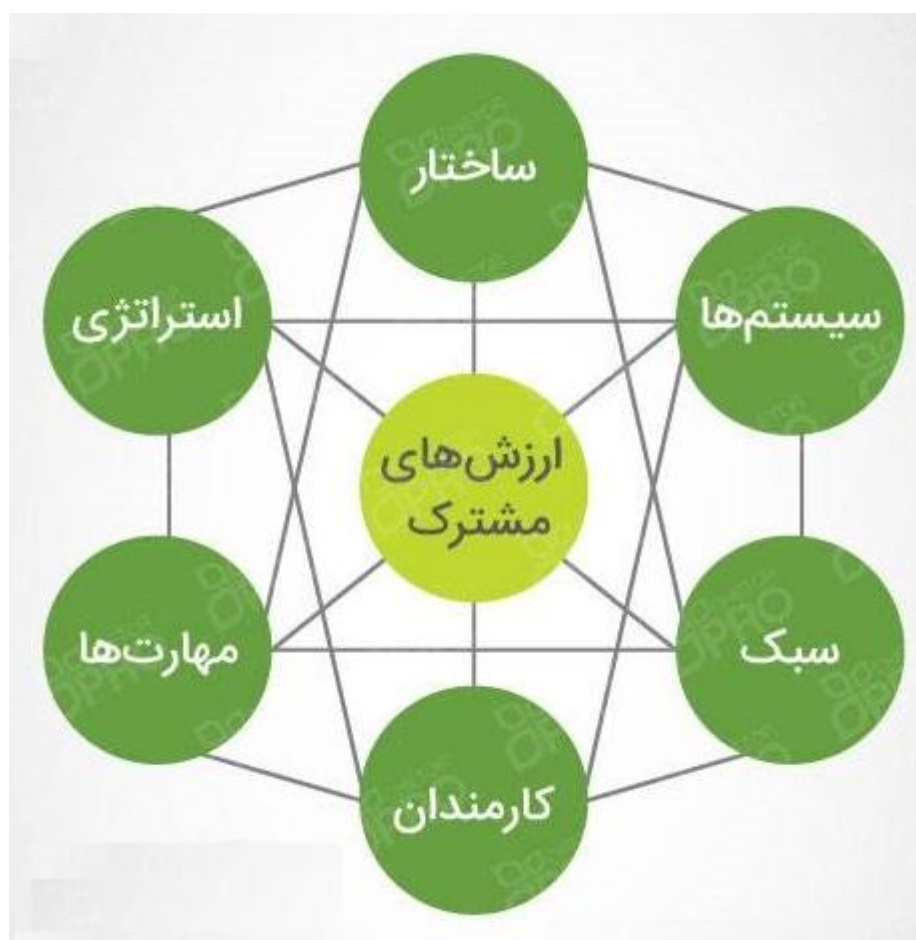 ساختار
سیستم‌ها
استراتژی
ارزش‌های
مشترک
سبک
مهارت‌ها
کارمندان